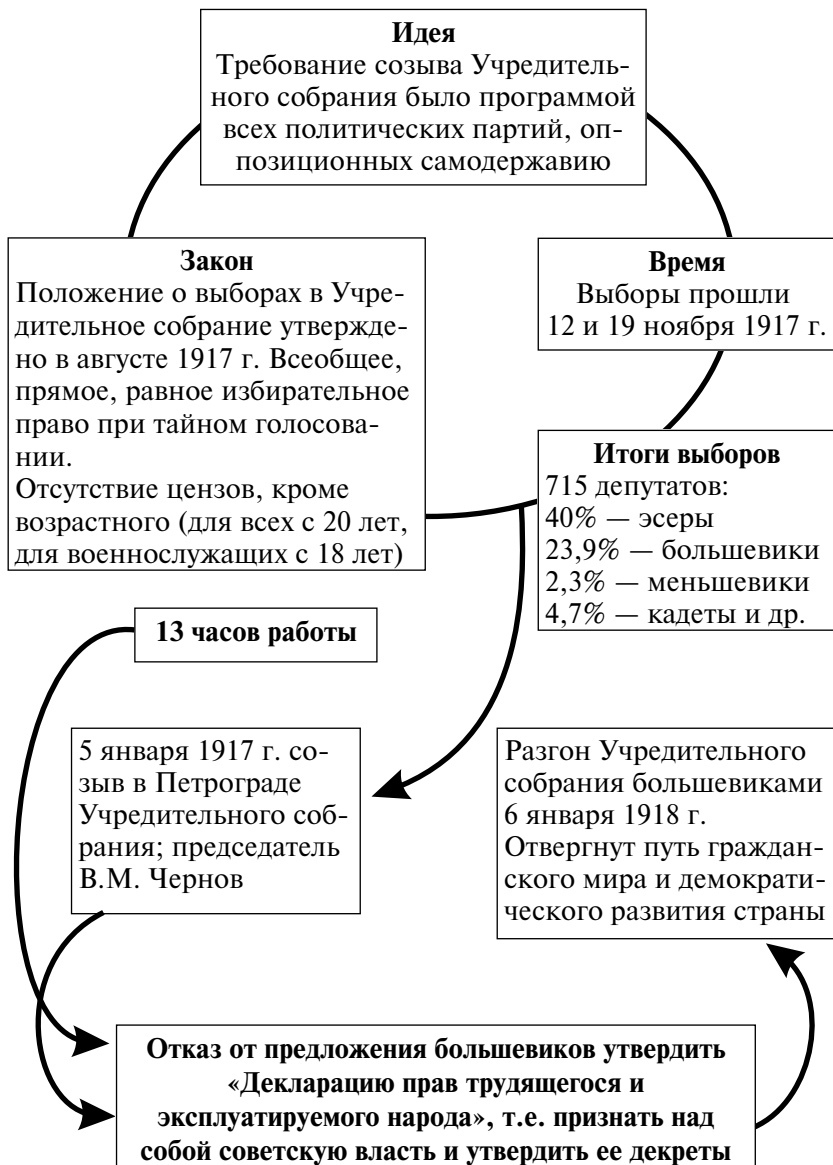 Идея
Требование созыва Учредитель-
ного собрания было программой
всех политических партий, оп-
позиционных самодержавию
Закон
Положение о выборах в Учре-
дительное собрание утвержде-
но в августе 1917 г. Всеобщее,
прямое, равное избирательное
право при тайном голосова-
нии.
Отсутствие цензов, кроме
возрастного (для всех с 20 лет,
для военнослужащих с 18 лет)
Время
Выборы прошли
12 и 19 ноября 1917 г.
Итоги выборов
715 депутатов:
40% — эсеры
23,9% — большевики
2,3% — меньшевики
4,7% — кадеты и др.
13 часов работы
5 января 1917 г. со-
зыв в Петрограде
Учредительного соб-
рания; председатель
В.М. Чернов
Разгон Учредительного
собрания большевиками
6 января 1918 г.
Отвергнут путь граждан-
ского мира и демократи-
ческого развития страны
Отказ от предложения большевиков утвердить
«Декларацию прав трудящегося и
эксплуатируемого народа», т.е. признать над
собой советскую власть и утвердить ее декреты